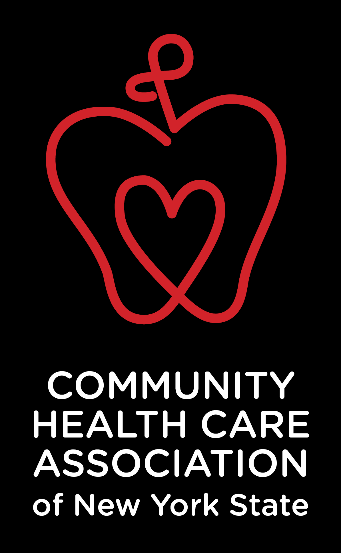 COMMUNITY
HEALTH CARE
ASSOCIATION
of New York State